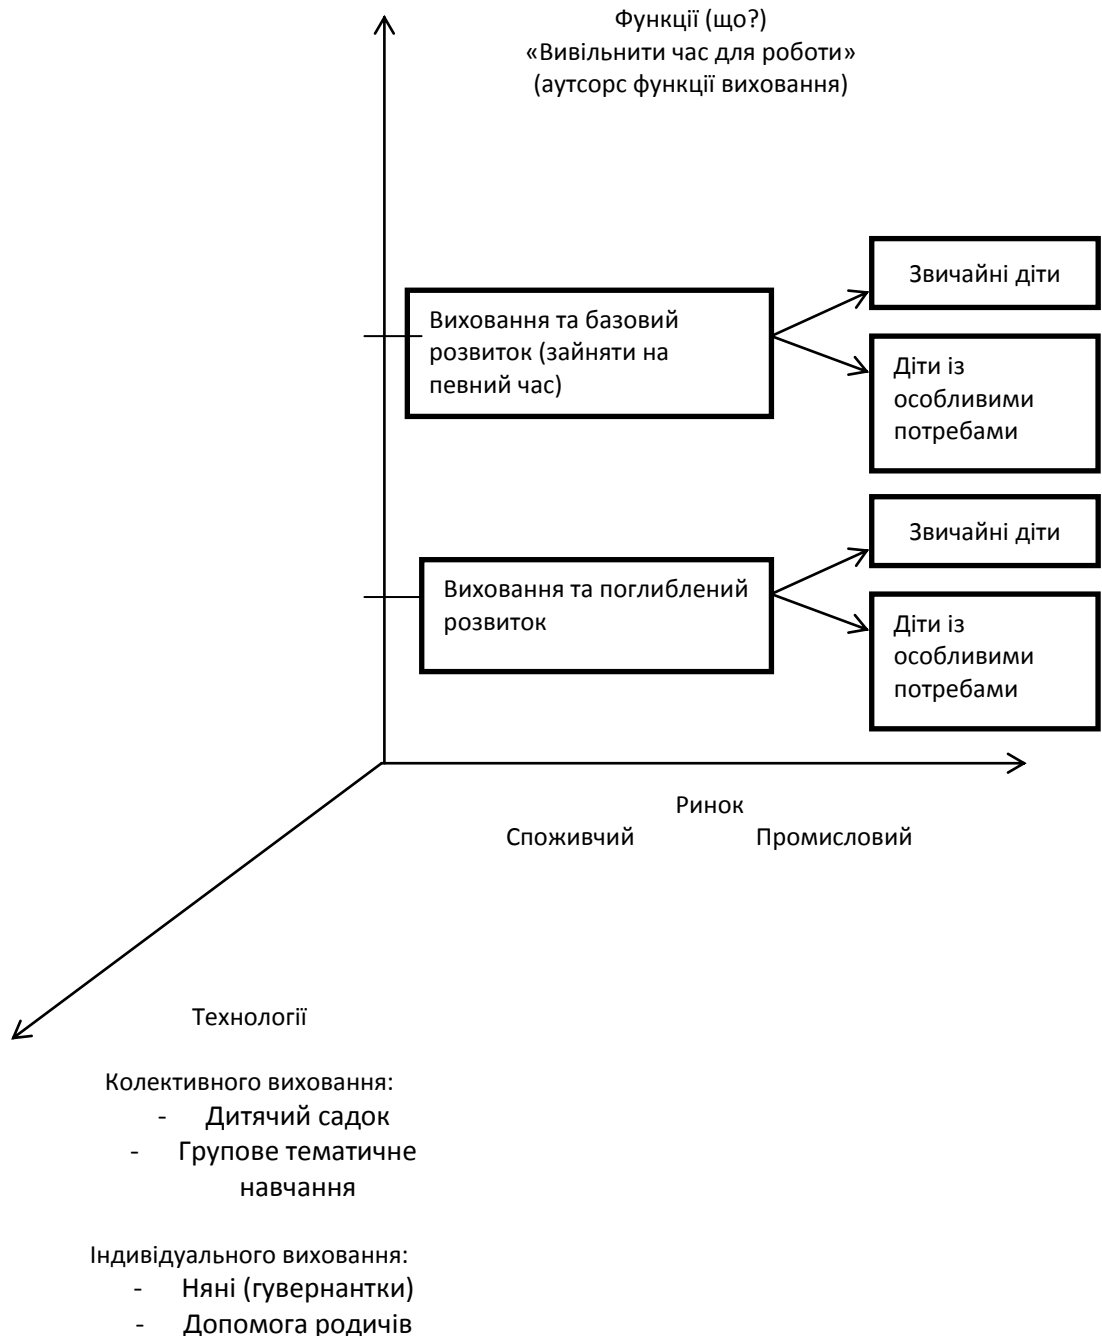 Функції (що?)
«Вивільнити час для роботи»
(аутсорс функції виховання)
Звичайні діти
Виховання та базовий
розвиток (зайняти на
певний час)
Діти із
особливими
потребами
Звичайні діти
Виховання та поглиблений
розвиток
Діти із
особливими
потребами
Ринок
Споживчий Промисловий
Технології
Колективного виховання:
- Дитячий садок
- Групове тематичне
навчання
Індивідуального виховання:
- Няні (гувернантки)
- Допомога родичів